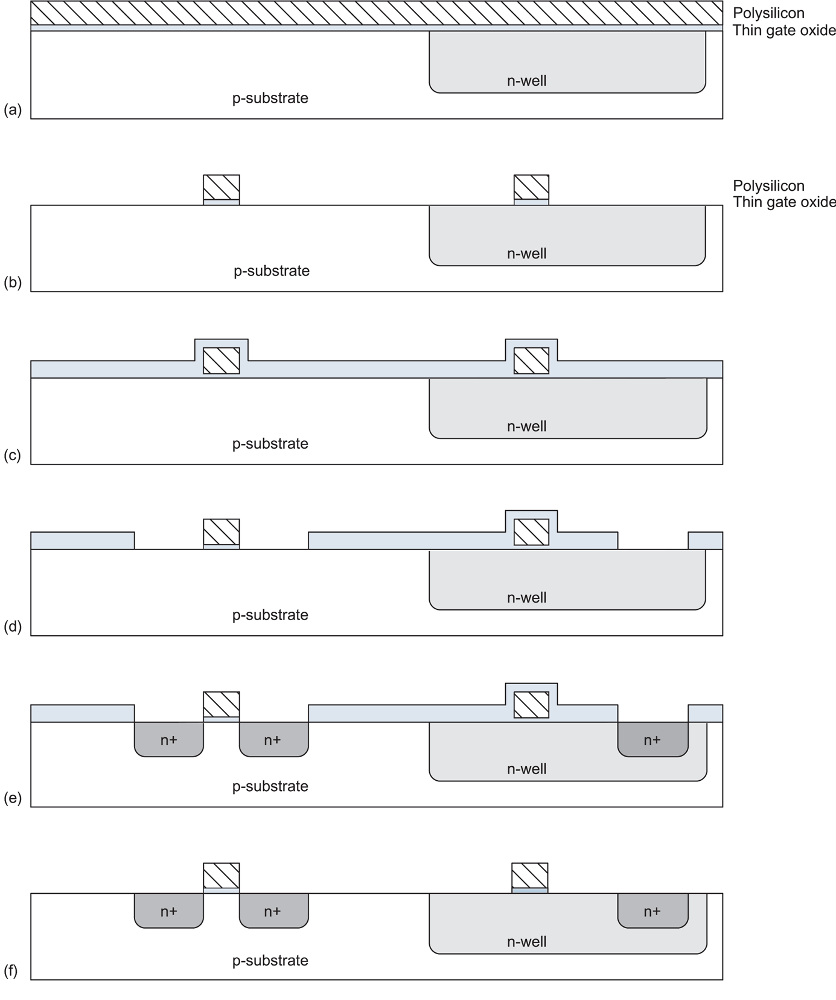 Polysilicon
Thin gate oxide
n-well
p-substrate
(a)
Polysilicon
Thin gate oxide
n-well
p-substrate
(b)
n-well
p-substrate
(c)
n-well
p-substrate
(d)
n+ n+ n+
n-well
p-substrate
(e)
n+ n+ n+
n-well
p-substrate
(f)